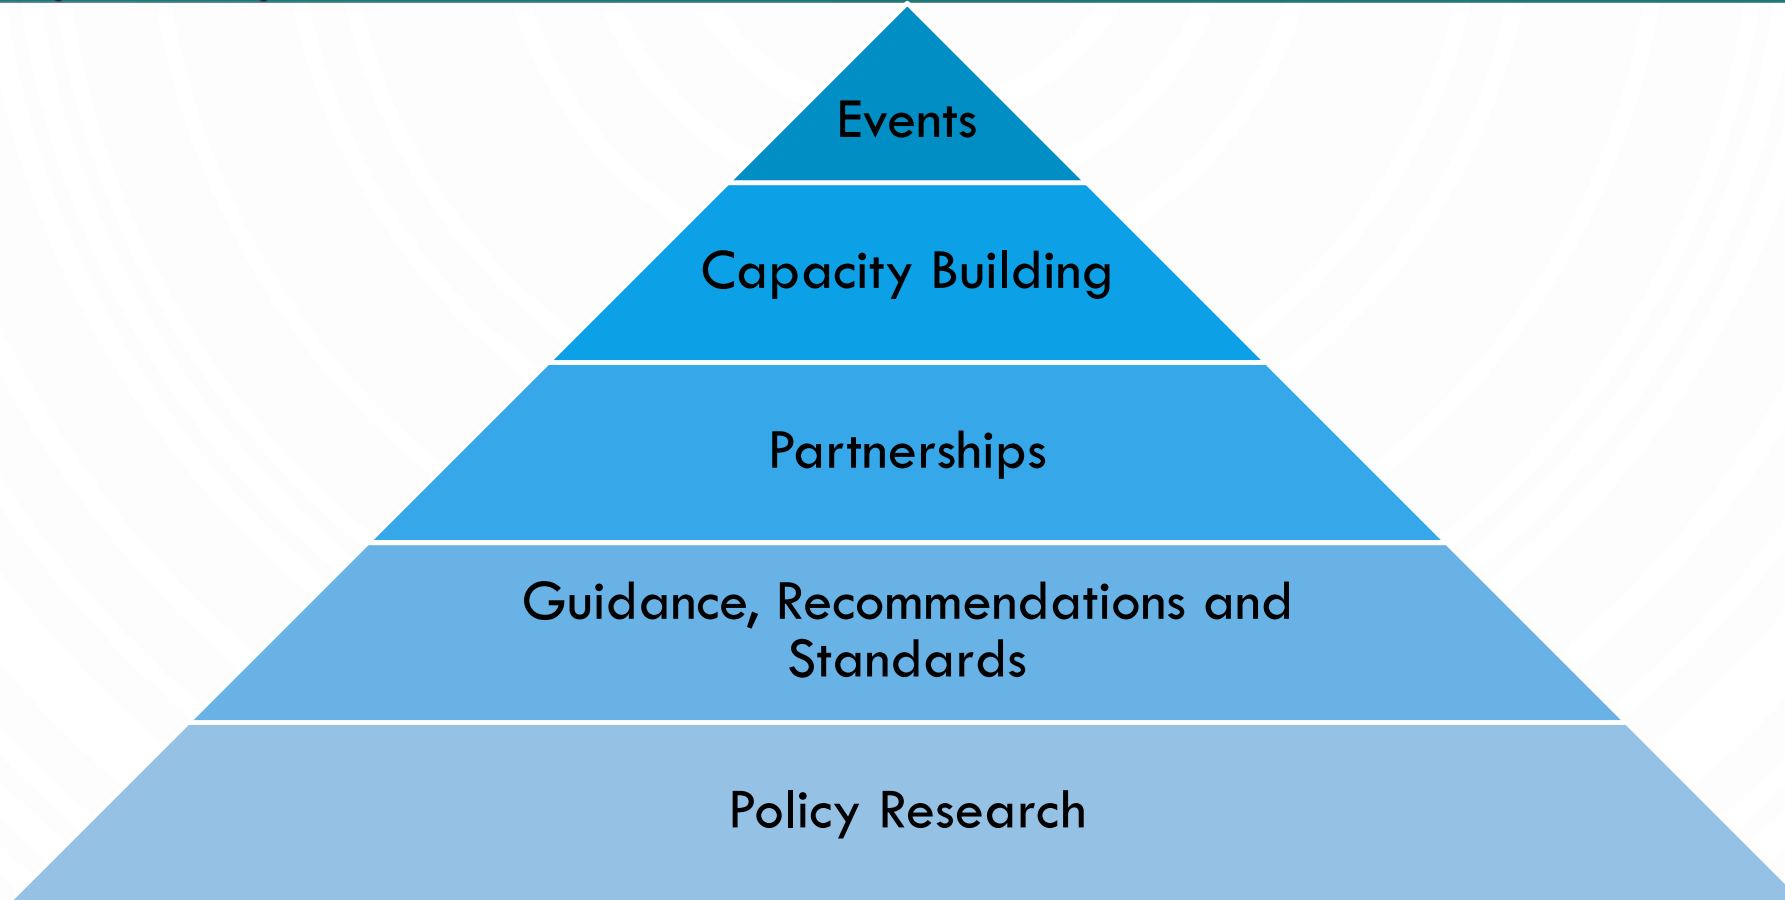 Events
Capacity Building
Partnerships
Guidance, Recommendations and
Standards
Policy Research